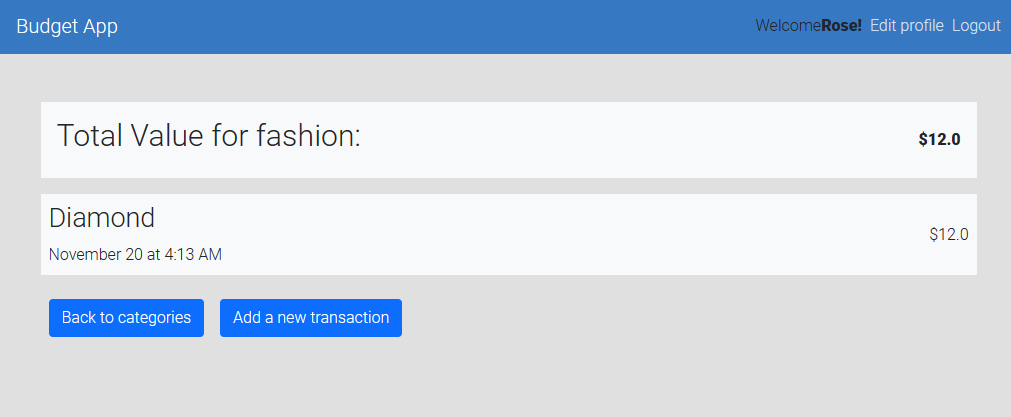 Budget App
WelcomeRose! Edit profile Logout
Total Value for fashion:
$12.0
Diamond
$12.0
November 20 at 4:13 AM
Back to categories
Add a new transaction